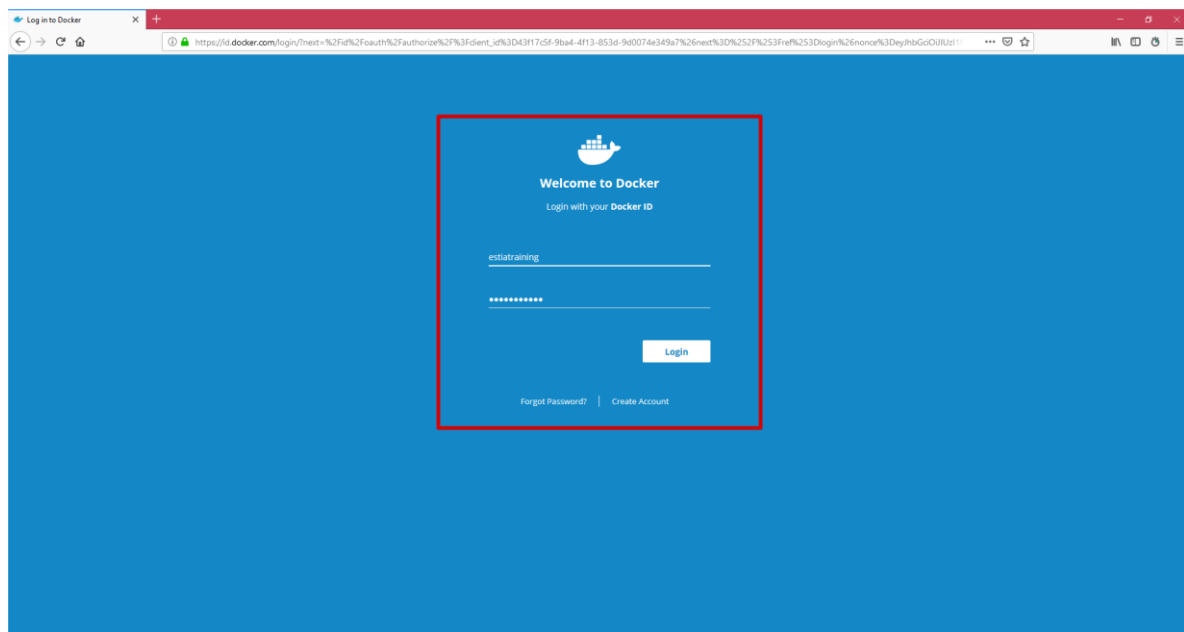 Log in to Docker
https://id.docker.com/login/?next=%2Fid%2Foauth%2Fauthorize%2F%3Fclient_id%3D43f17c5f-9ba4-4f13-853d-9d0074e349a7%26next%3D%252F%253Fref%253Dlogin%26nonce%3DeyJhbGciOiJIUzI1
Welcome to Docker
Login with your Docker ID
estiatraining
•••••••••••
Login
Forgot Password? | Create Account